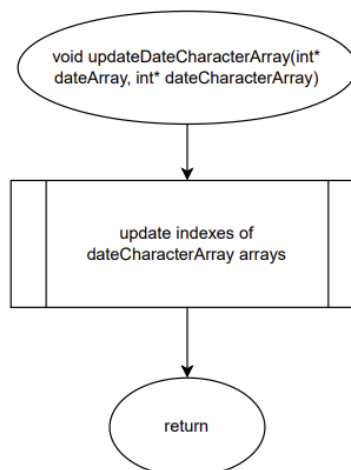 void updateDateCharacterArray(int*
dateArray, int* dateCharacterArray)
update indexes of
dateCharacterArray arrays
return